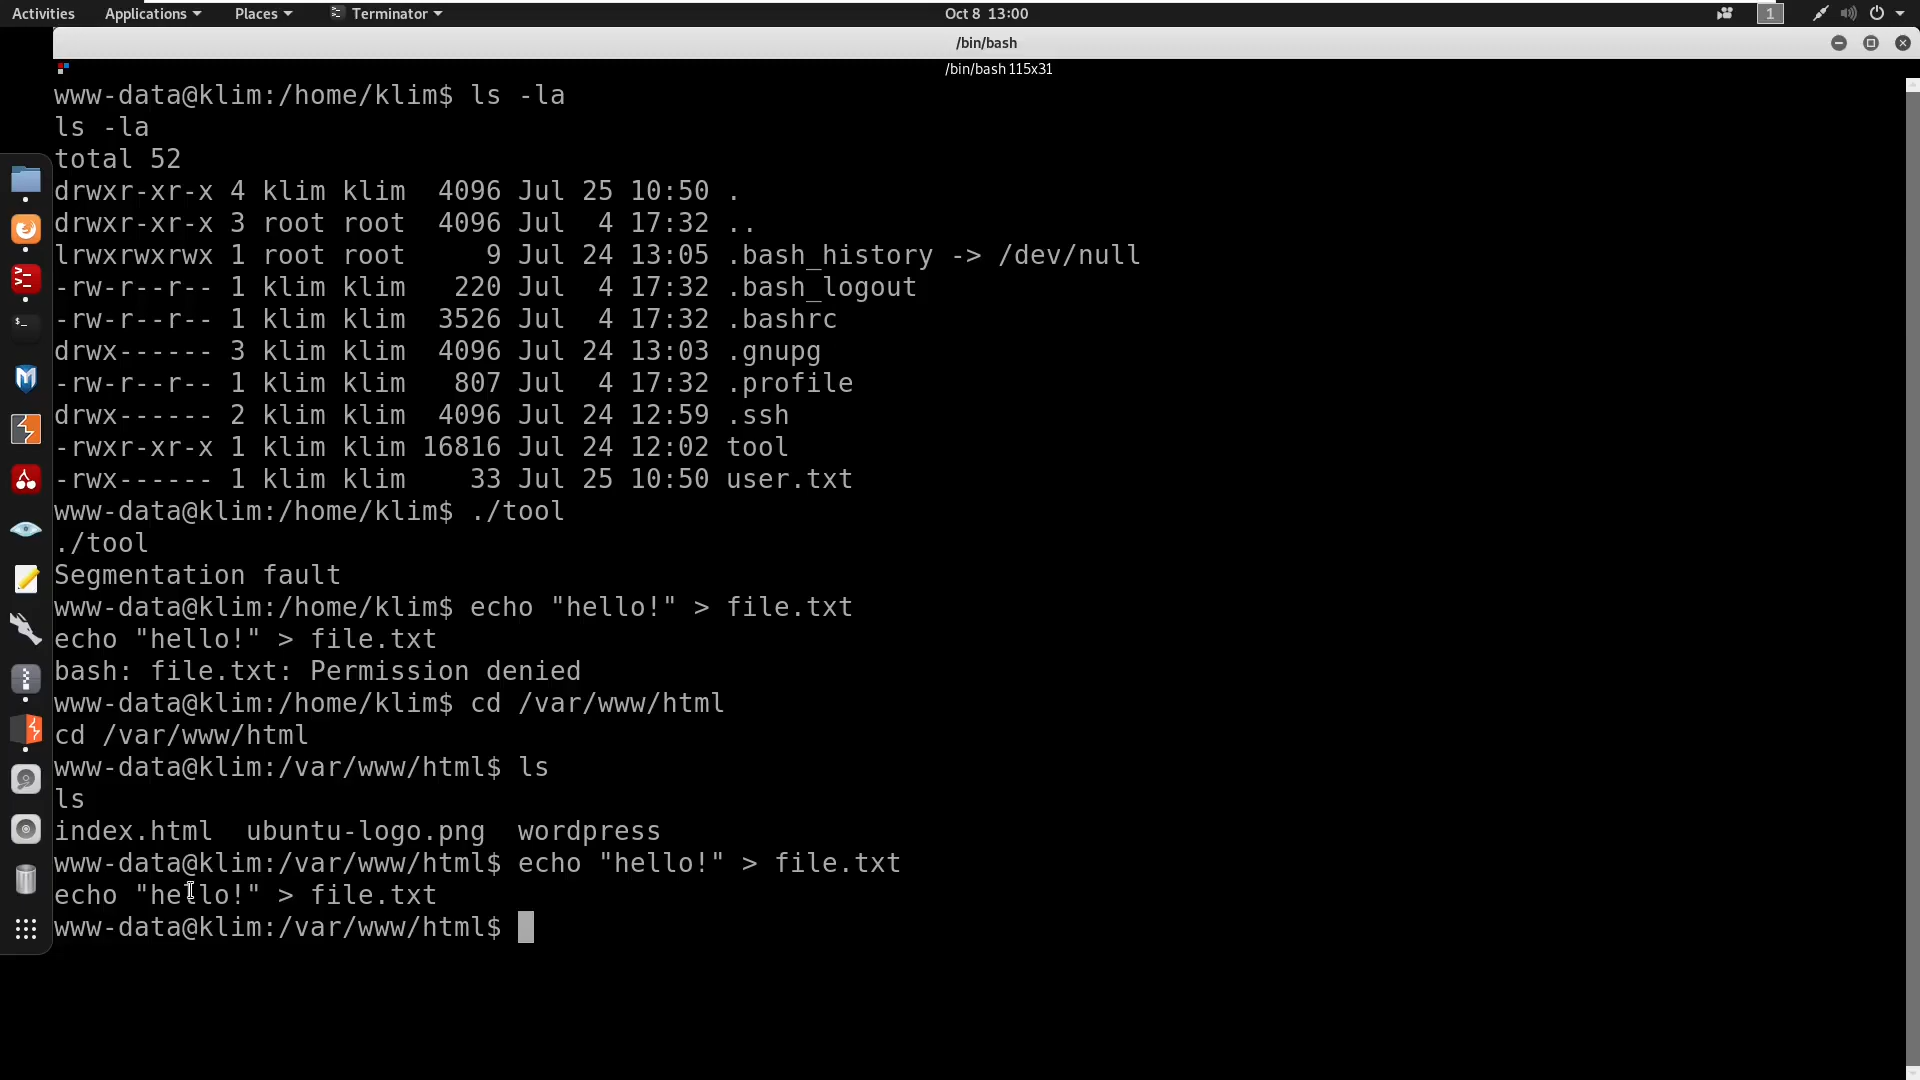 Activities Applications Places Terminator Oct 8 13:00 1
/bin/bash
/bin/bash 115x31
www-data@klim:/home/klim$ ls -la
ls -la
total 52
drwxr-xr-x 4 klim klim  4096 Jul 25 10:50 .
drwxr-xr-x 3 root root  4096 Jul  4 17:32 ..
lrwxrwxrwx 1 root root     9 Jul 24 13:05 .bash_history -> /dev/null
-rw-r--r-- 1 klim klim   220 Jul  4 17:32 .bash_logout
-rw-r--r-- 1 klim klim  3526 Jul  4 17:32 .bashrc
drwx------ 3 klim klim  4096 Jul 24 13:03 .gnupg
-rw-r--r-- 1 klim klim   807 Jul  4 17:32 .profile
drwx------ 2 klim klim  4096 Jul 24 12:59 .ssh
-rwxr-xr-x 1 klim klim 16816 Jul 24 12:02 tool
-rwx------ 1 klim klim    33 Jul 25 10:50 user.txt
www-data@klim:/home/klim$ ./tool
./tool
Segmentation fault
www-data@klim:/home/klim$ echo "hello!" > file.txt
echo "hello!" > file.txt
bash: file.txt: Permission denied
www-data@klim:/home/klim$ cd /var/www/html
cd /var/www/html
www-data@klim:/var/www/html$ ls
ls
index.html  ubuntu-logo.png  wordpress
www-data@klim:/var/www/html$ echo "hello!" > file.txt
echo "hello!" > file.txt
www-data@klim:/var/www/html$